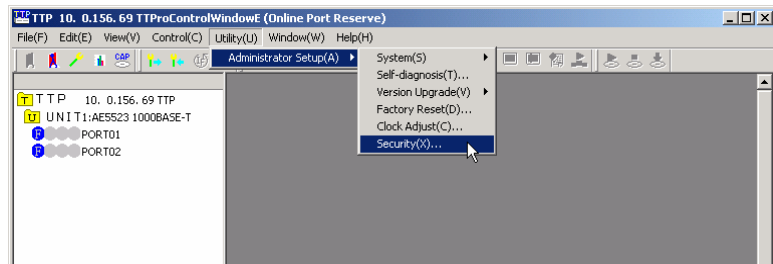 TTP 10. 0.156. 69 TTProControlWindowE (Online Port Reserve)
File(F) Edit(E) View(V) Control(C) Utility(U) Window(W) Help(H)
CAP
Administrator Setup(A)
System(S)
Self-diagnosis(T)...
Version Upgrade(V)
Factory Reset(D)...
Clock Adjust(C)...
Security(X)...
T TTP 10. 0.156. 69 TTP
U UNIT1:AE5523 1000BASE-T
F PORT01
F PORT02